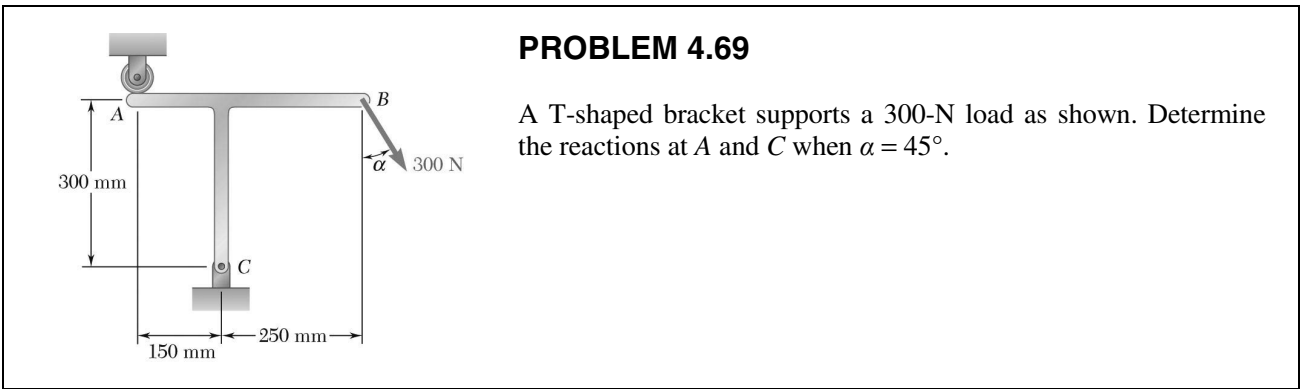 PROBLEM 4.69
A T-shaped bracket supports a 300-N load as shown. Determine
the reactions at A and C when α = 45°.
A
B
α
300 N
300 mm
C
250 mm
150 mm